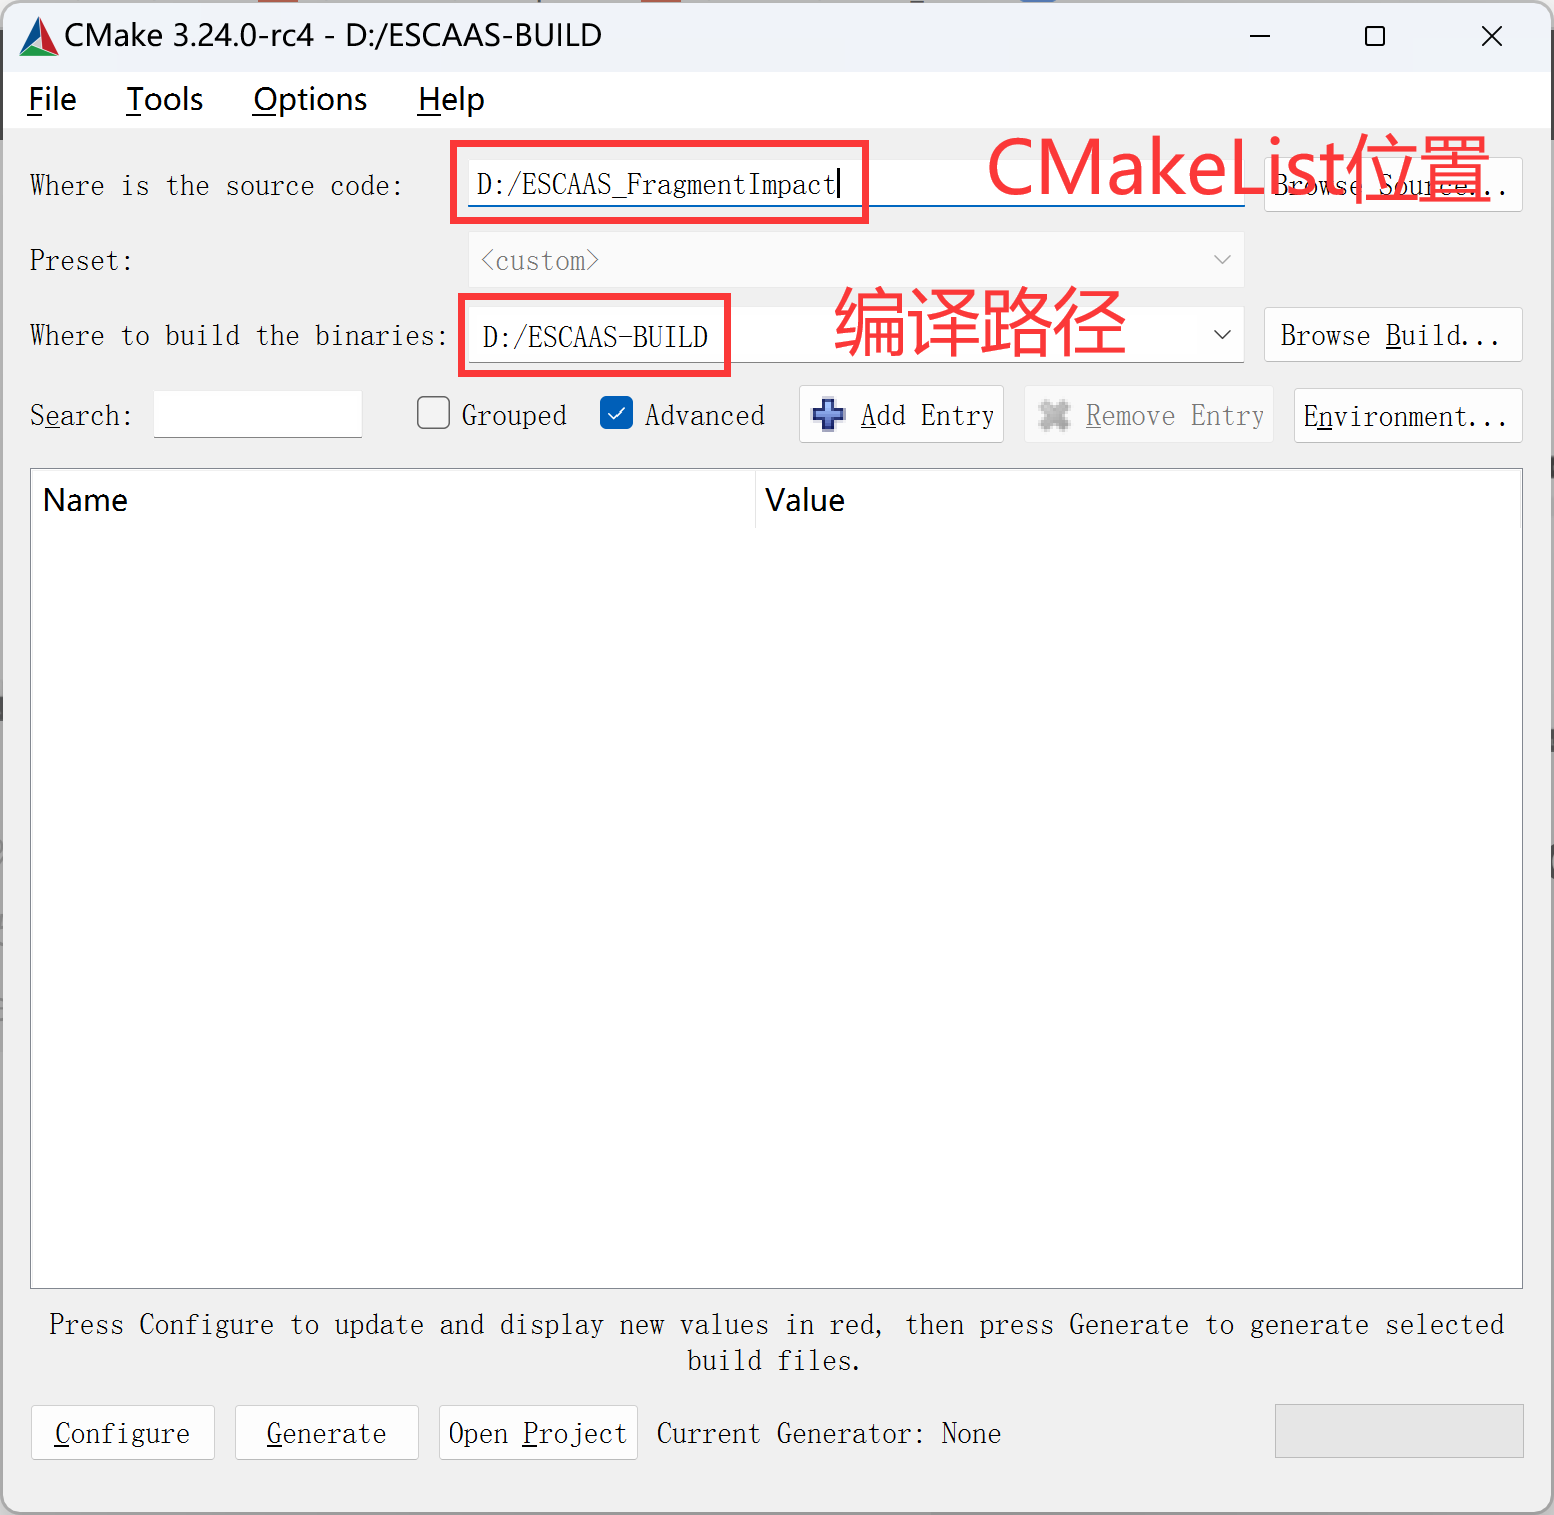 CMake 3.24.0-rc4 - D:/ESCAAS-BUILD
File Tools Options Help
Where is the source code: D:/ESCAAS_FragmentImpact CMakeList位置 Browse Source...
Preset: <custom>
Where to build the binaries: D:/ESCAAS-BUILD 编译路径 Browse Build...
Search: Grouped Advanced Add Entry Remove Entry Environment...
Name Value
Press Configure to update and display new values in red, then press Generate to generate selected
build files.
Configure Generate Open Project Current Generator: None